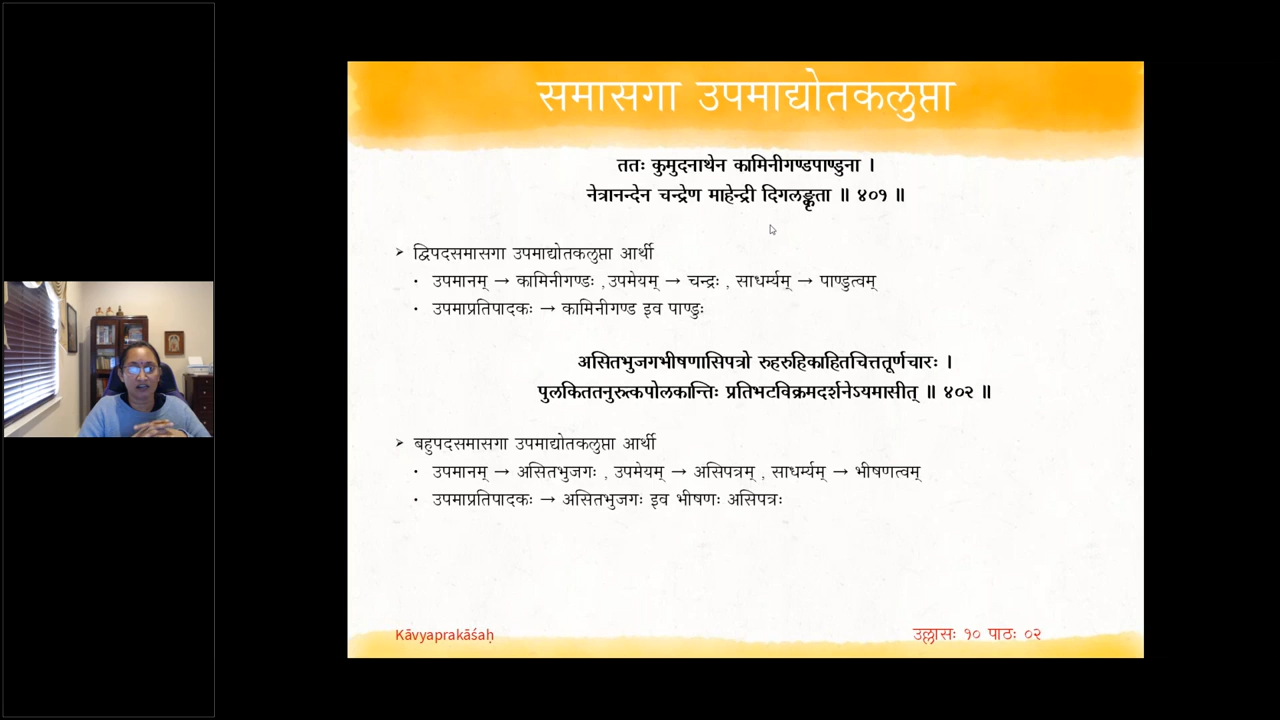 समासगा उपमाद्योतकलुप्ता
ततः कुमुदनाथेन कामिनीगण्डपाण्डुना ।
नेत्रानन्देन चन्द्रेण माहेन्द्री दिगलङ्कृता ॥ ४०१ ॥
➢ द्विपदसमासगा उपमाद्योतकलुप्ता आर्थी
• उपमानम् → कामिनीगण्डः , उपमेयम् → चन्द्रः , साधर्म्यम् → पाण्डुत्वम्
• उपमाप्रतिपादकः → कामिनीगण्ड इव पाण्डुः
असितभुजगभीषणासिपत्रो रुहरुहिकाहितचित्ततूर्णचारः ।
पुलकिततनुरुत्कपोलकान्तिः प्रतिभटविक्रमदर्शनेऽयमासीत् ॥ ४०२ ॥
➢ बहुपदसमासगा उपमाद्योतकलुप्ता आर्थी
• उपमानम् → असितभुजगः , उपमेयम् → असिपत्रम् , साधर्म्यम् → भीषणत्वम्
• उपमाप्रतिपादकः → असितभुजगः इव भीषणः असिपत्रः
Kāvyaprakāśaḥ
उल्लासः १० पाठः ०२